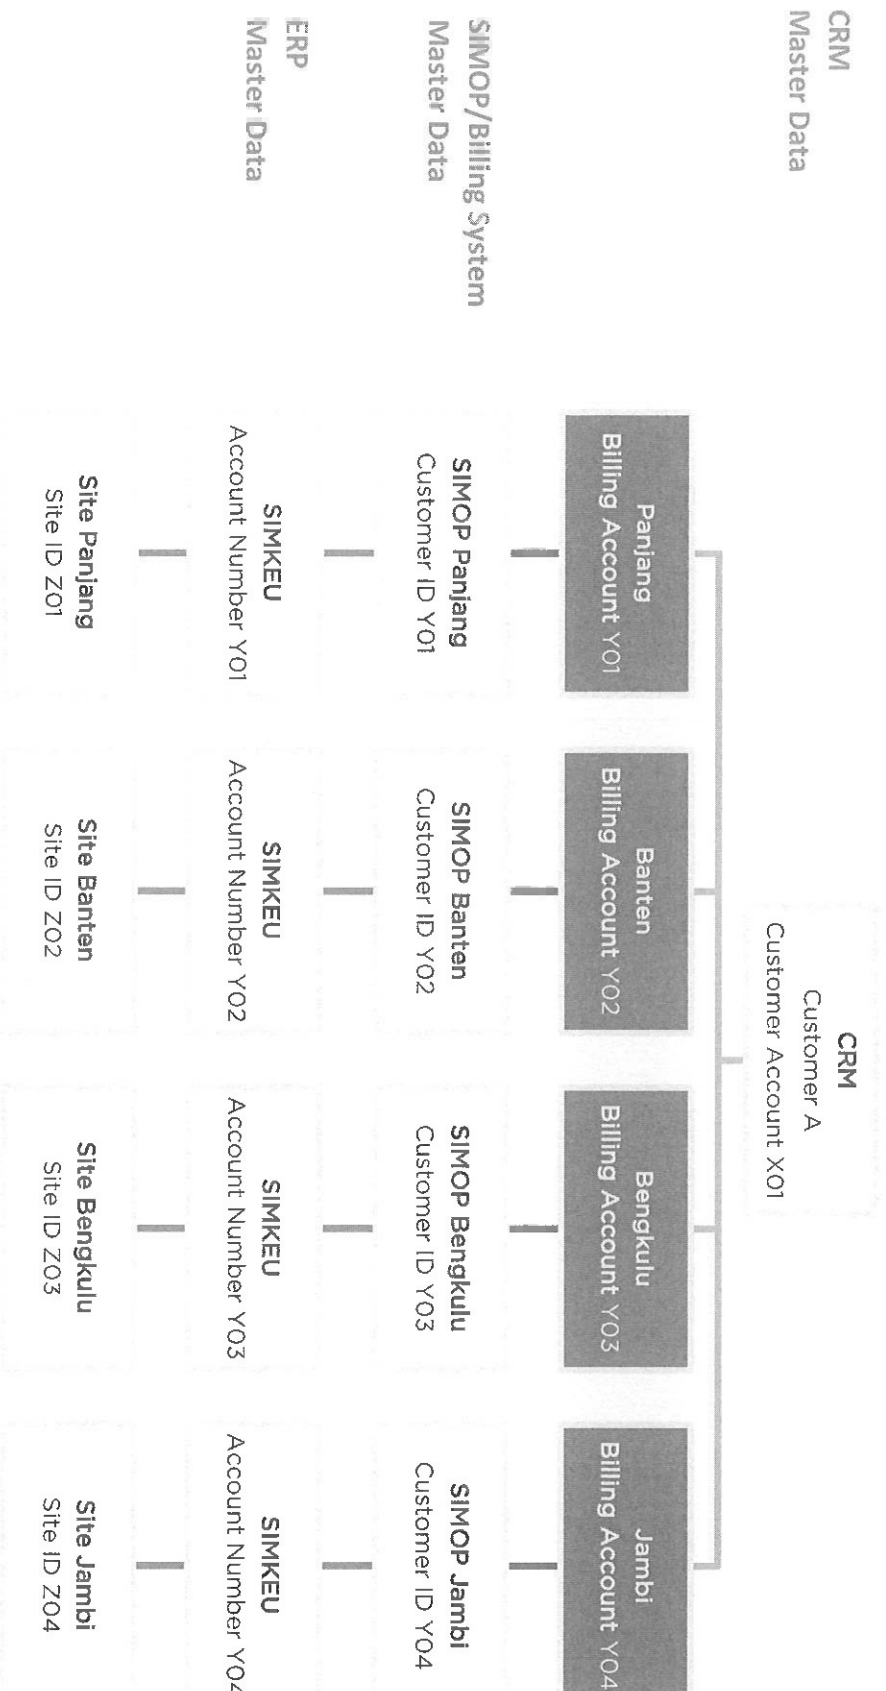 CRM
Master Data
CRM
Customer A
Customer Account X01
Panjang
Billing Account Y01
Banten
Billing Account Y02
Bengkulu
Billing Account Y03
Jambi
Billing Account Y04
SIMOP/Billing System
Master Data
SIMOP Panjang
Customer ID Y01
SIMOP Banten
Customer ID Y02
SIMOP Bengkulu
Customer ID Y03
SIMOP Jambi
Customer ID Y04
ERP
Master Data
SIMKEU
Account Number Y01
SIMKEU
Account Number Y02
SIMKEU
Account Number Y03
SIMKEU
Account Number Y04
Site Panjang
Site ID Z01
Site Banten
Site ID Z02
Site Bengkulu
Site ID Z03
Site Jambi
Site ID Z04